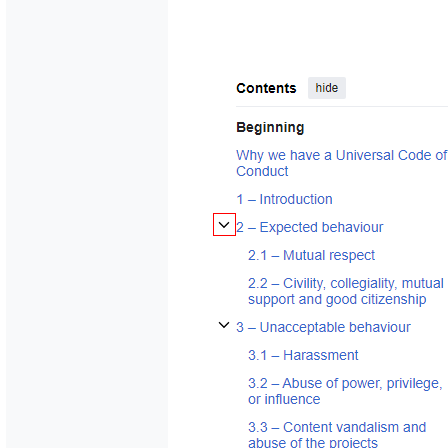 Contents hide
Beginning
Why we have a Universal Code of
Conduct
1 – Introduction
2 – Expected behaviour
2.1 – Mutual respect
2.2 – Civility, collegiality, mutual
support and good citizenship
3 – Unacceptable behaviour
3.1 – Harassment
3.2 – Abuse of power, privilege,
or influence
3.3 – Content vandalism and
abuse of the projects